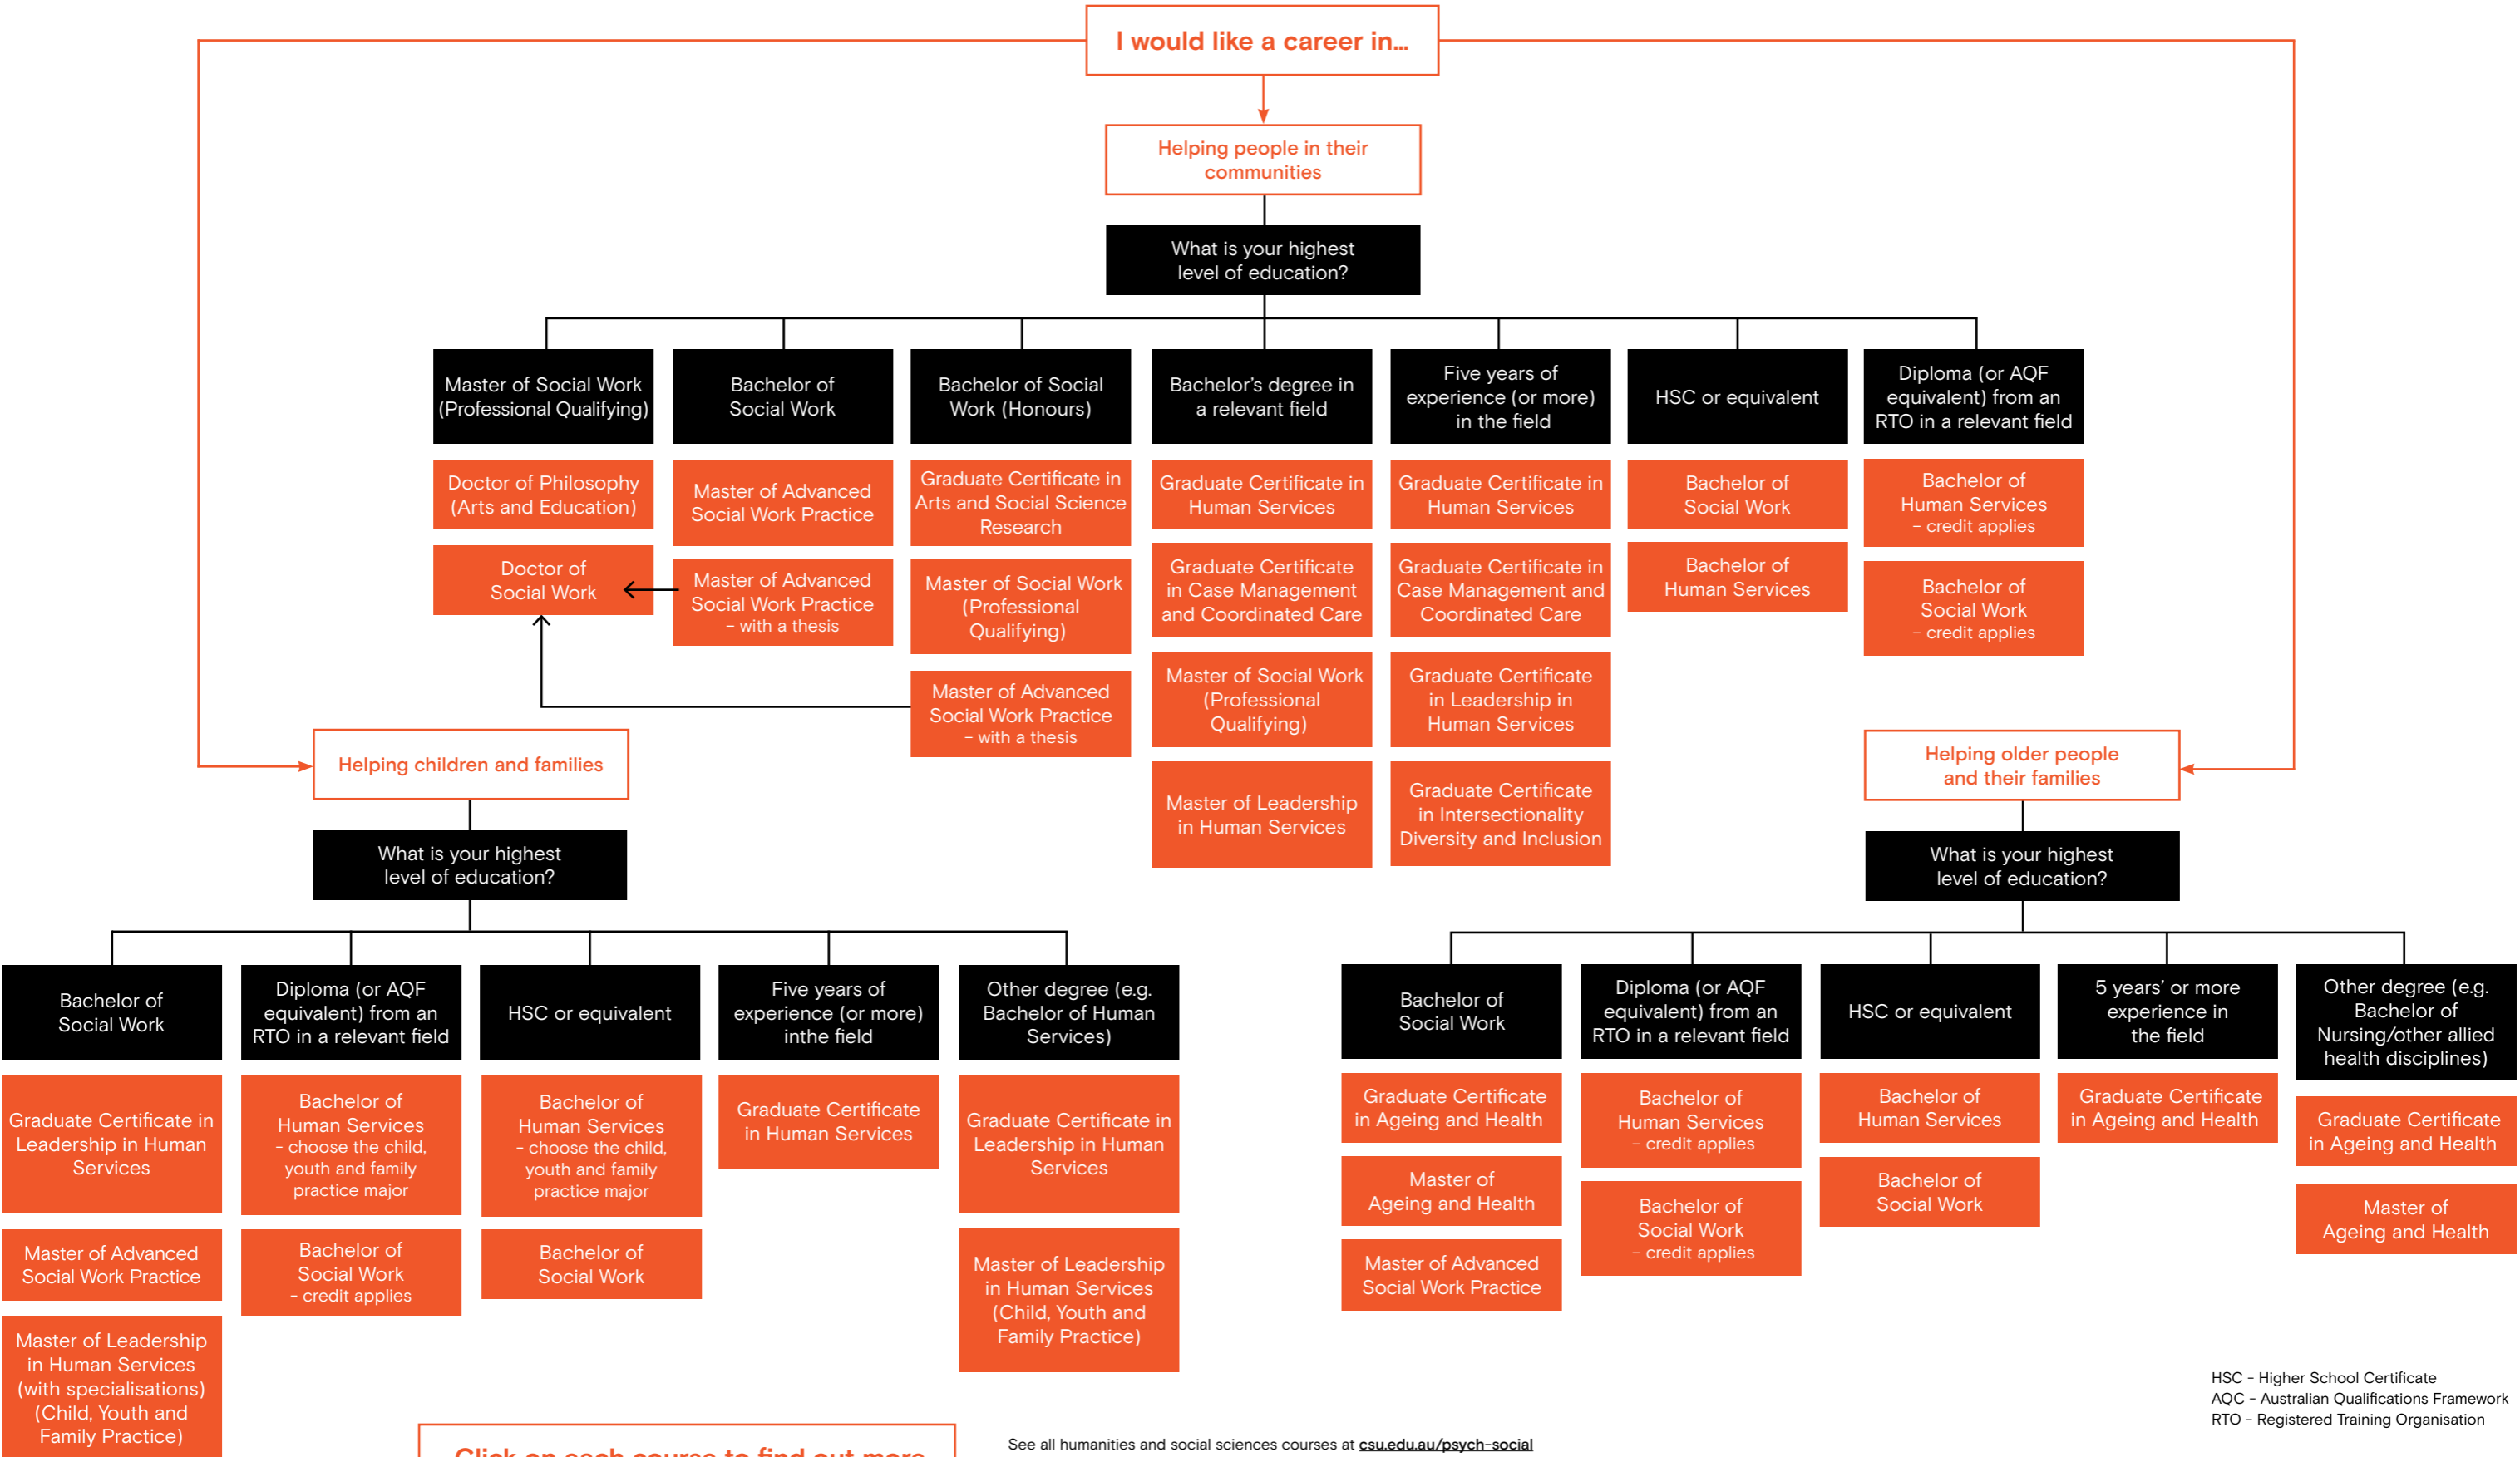 I would like a career in...
Helping people in their
communities
What is your highest
level of education?
Master of Social Work
(Professional Qualifying)
Doctor of Philosophy
(Arts and Education)
Doctor of
Social Work
Bachelor of
Social Work
Master of Advanced
Social Work Practice
Master of Advanced
Social Work Practice
– with a thesis
Bachelor of Social
Work (Honours)
Graduate Certificate in
Arts and Social Science
Research
Master of Social Work
(Professional
Qualifying)
Master of Advanced
Social Work Practice
– with a thesis
Bachelor's degree in
a relevant field
Graduate Certificate in
Human Services
Graduate Certificate
in Case Management
and Coordinated Care
Master of Social Work
(Professional
Qualifying)
Master of Leadership
in Human Services
Five years of
experience (or more)
in the field
Graduate Certificate in
Human Services
Graduate Certificate in
Case Management and
Coordinated Care
Graduate Certificate
in Leadership in
Human Services
Graduate Certificate
in Intersectionality
Diversity and Inclusion
HSC or equivalent
Bachelor of
Social Work
Bachelor of
Human Services
Diploma (or AQF
equivalent) from an
RTO in a relevant field
Bachelor of
Human Services
– credit applies
Bachelor of
Social Work
– credit applies
Helping children and families
What is your highest
level of education?
Bachelor of
Social Work
Graduate Certificate in
Leadership in Human
Services
Master of Advanced
Social Work Practice
Master of Leadership
in Human Services
(with specialisations)
(Child, Youth and
Family Practice)
Diploma (or AQF
equivalent) from an
RTO in a relevant field
Bachelor of
Human Services
– choose the child,
youth and family
practice major
Bachelor of
Social Work
– credit applies
HSC or equivalent
Bachelor of
Human Services
– choose the child,
youth and family
practice major
Bachelor of
Social Work
Five years of
experience (or more)
inthe field
Graduate Certificate
in Human Services
Other degree (e.g.
Bachelor of Human
Services)
Graduate Certificate in
Leadership in Human
Services
Master of Leadership
in Human Services
(Child, Youth and
Family Practice)
Helping older people
and their families
What is your highest
level of education?
Bachelor of
Social Work
Graduate Certificate
in Ageing and Health
Master of
Ageing and Health
Master of Advanced
Social Work Practice
Diploma (or AQF
equivalent) from an
RTO in a relevant field
Bachelor of
Human Services
– credit applies
Bachelor of
Social Work
– credit applies
HSC or equivalent
Bachelor of
Human Services
Bachelor of
Social Work
5 years' or more
experience in
the field
Graduate Certificate
in Ageing and Health
Other degree (e.g.
Bachelor of
Nursing/other allied
health disciplines)
Graduate Certificate
in Ageing and Health
Master of
Ageing and Health
HSC - Higher School Certificate
AQC - Australian Qualifications Framework
RTO - Registered Training Organisation
Click on each course to find out more
See all humanities and social sciences courses at csu.edu.au/psych-social